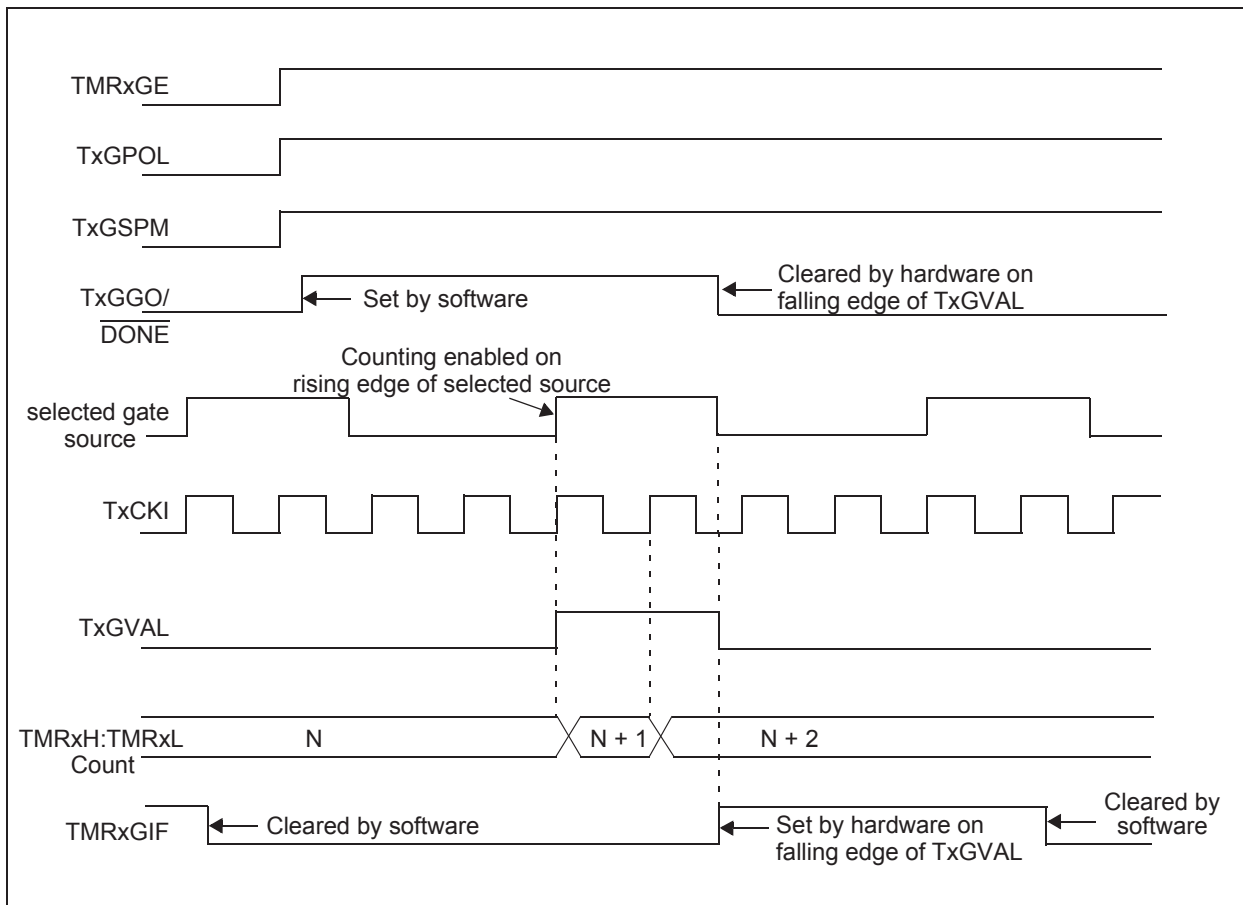 TMRxGE
TxGPOL
TxGSPM
TxGGO/
DONE
Set by software
Cleared by hardware on
falling edge of TxGVAL
Counting enabled on
rising edge of selected source
selected gate
source
TxCKI
TxGVAL
TMRxH:TMRxL
Count
N
N + 1
N + 2
TMRxGIF
Cleared by software
Set by hardware on
falling edge of TxGVAL
Cleared by
software